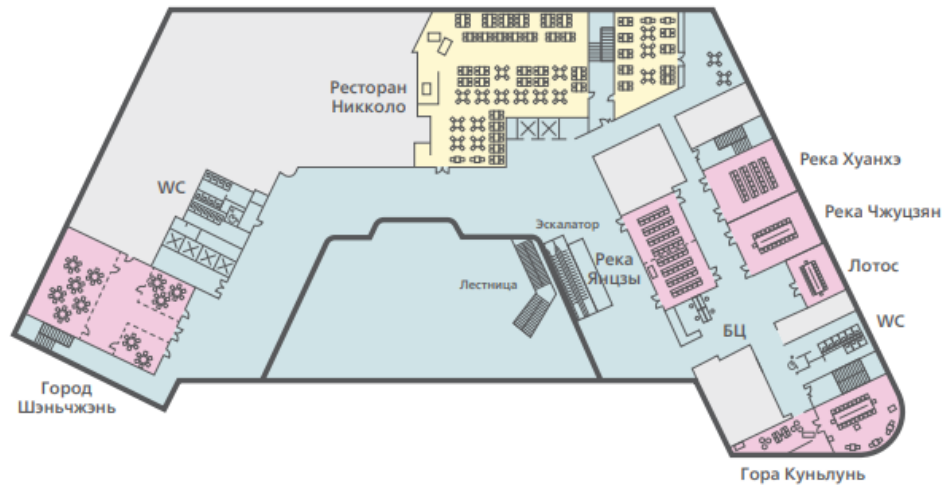 Ресторан
Никколо
Река Хуанхэ
WC
Река Чжуцзян
Эскалатор
Река
Янцзы
Лотос
Лестница
WC
БЦ
Город
Шэньчжэнь
Гора Куньлунь